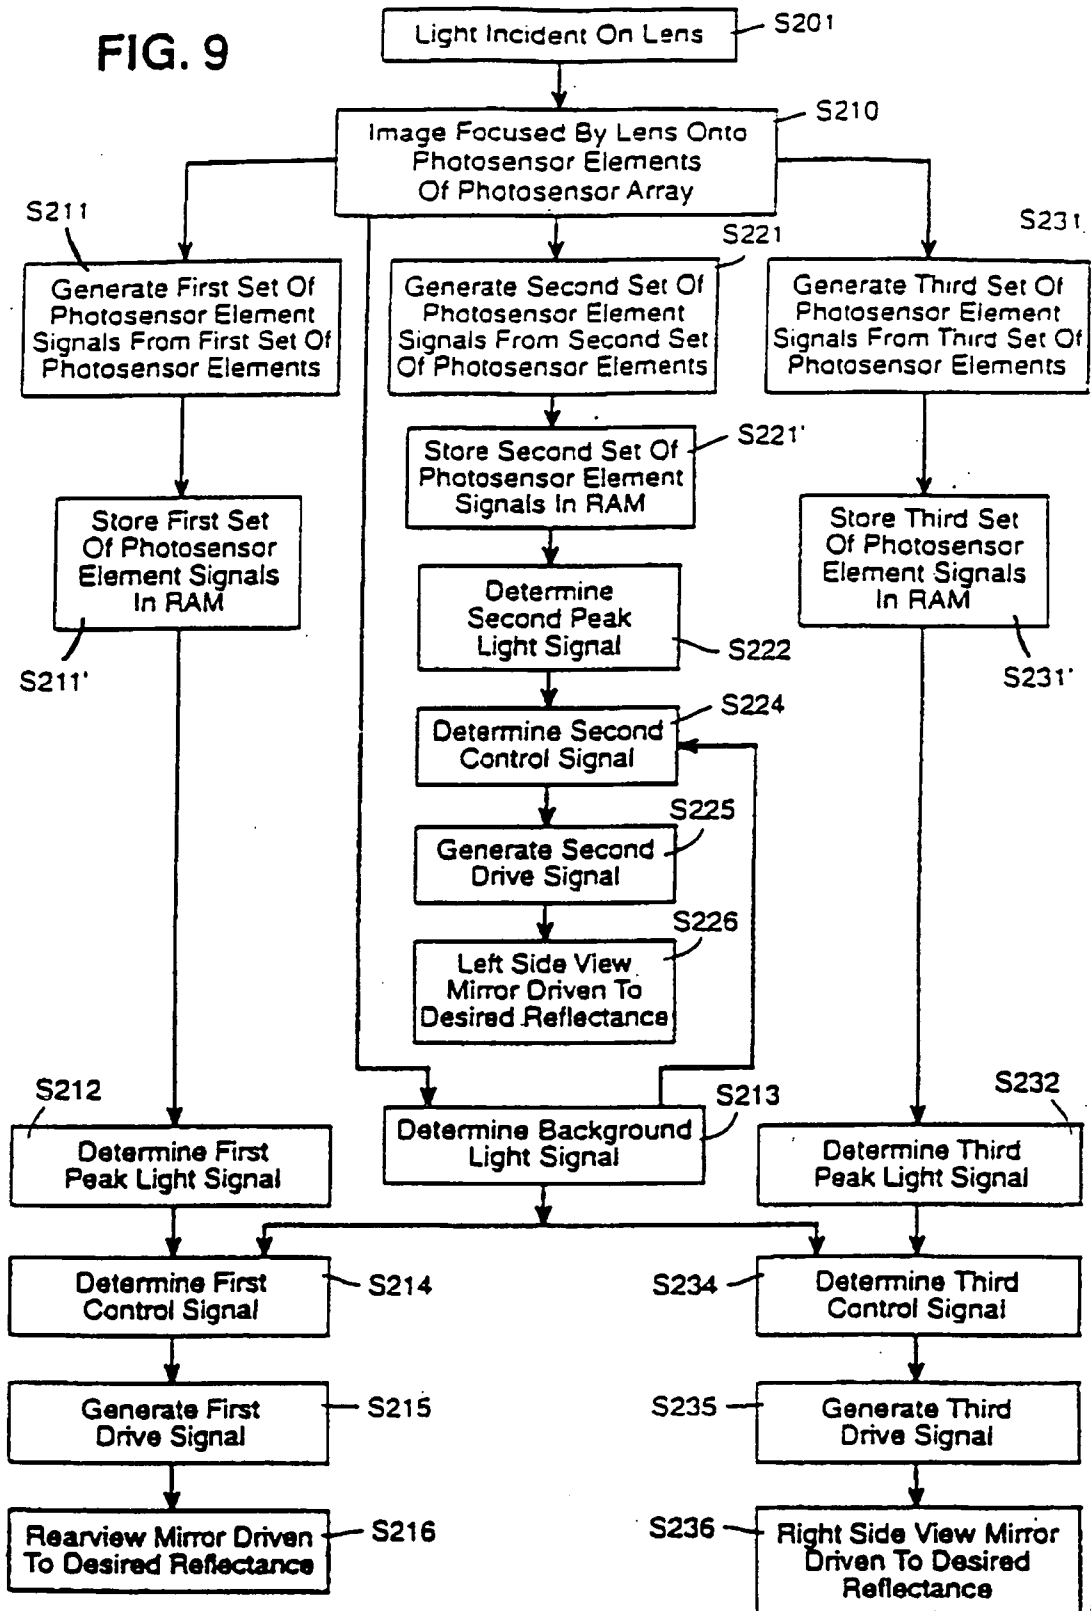 FIG. 9
Light Incident On Lens
S201
Image Focused By Lens Onto
Photosensor Elements
Of Photosensor Array
S210
S211
Generate First Set Of
Photosensor Element
Signals From First Set Of
Photosensor Elements
S221
Generate Second Set Of
Photosensor Element
Signals From Second Set
Of Photosensor Elements
S231
Generate Third Set Of
Photosensor Element
Signals From Third Set Of
Photosensor Elements
Store First Set
Of Photosensor
Element Signals
In RAM
S211'
Store Second Set Of
Photosensor Element
Signals In RAM
S221'
Store Third Set
Of Photosensor
Element Signals
In RAM
S231'
Determine
Second Peak
Light Signal
S222
Determine Second
Control Signal
S224
Generate Second
Drive Signal
S225
Left Side View
Mirror Driven To
Desired Reflectance
S226
S212
Determine First
Peak Light Signal
Determine Background
Light Signal
S213
S232
Determine Third
Peak Light Signal
Determine First
Control Signal
S214
S234
Determine Third
Control Signal
Generate First
Drive Signal
S215
S235
Generate Third
Drive Signal
Rearview Mirror Driven
To Desired Reflectance
S216
S236
Right Side View Mirror
Driven To Desired
Reflectance